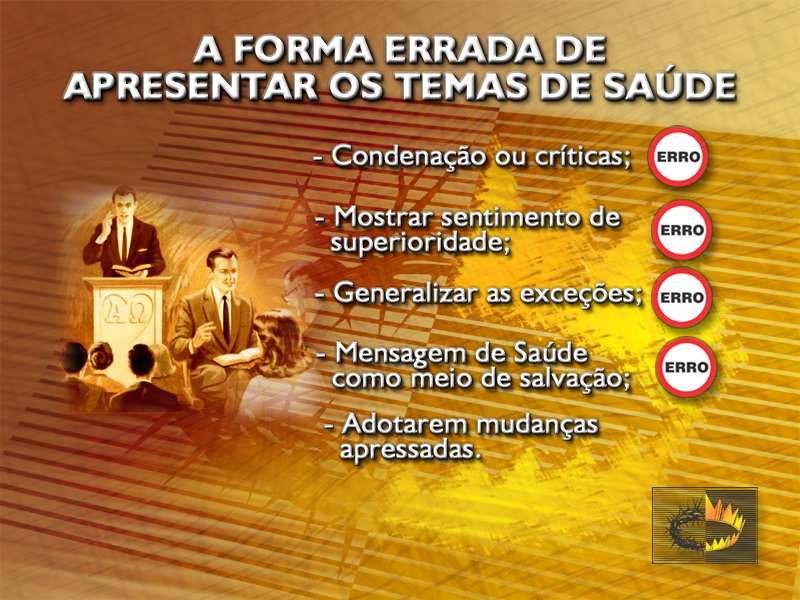 A FORMA ERRADA DE
APRESENTAR OS TEMAS DE SAÚDE
- Condenação ou críticas;
ERRO
- Mostrar sentimento de
superioridade;
ERRO
- Generalizar as exceções;
ERRO
- Mensagem de Saúde
como meio de salvação;
ERRO
- Adotarem mudanças
apressadas.
ΑΩ